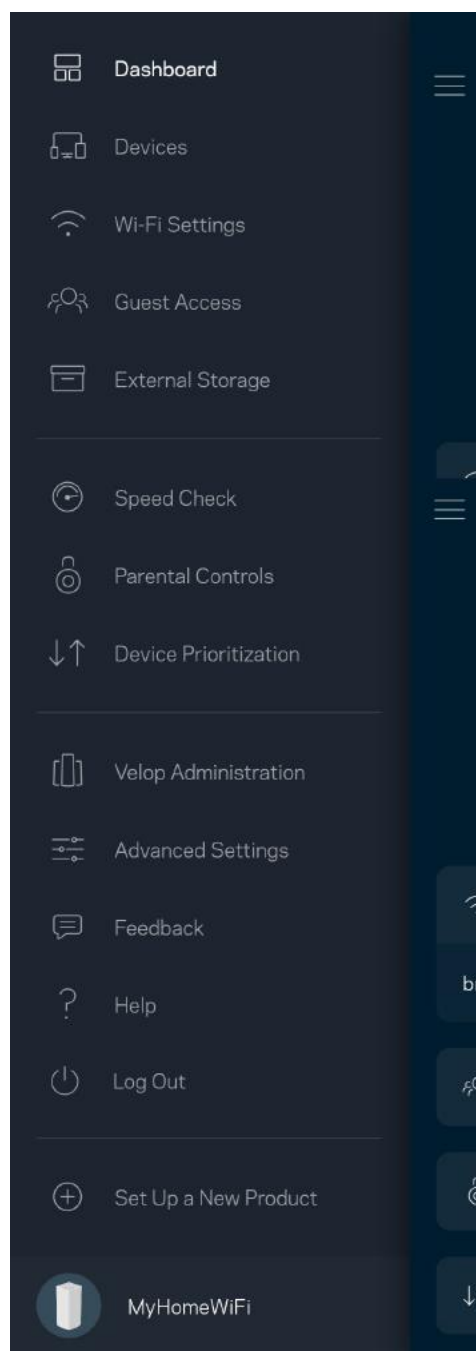 Dashboard
Devices
Wi-Fi Settings
Guest Access
External Storage
Speed Check
Parental Controls
Device Prioritization
Velop Administration
Advanced Settings
Feedback
Help
Log Out
Set Up a New Product
MyHomeWiFi